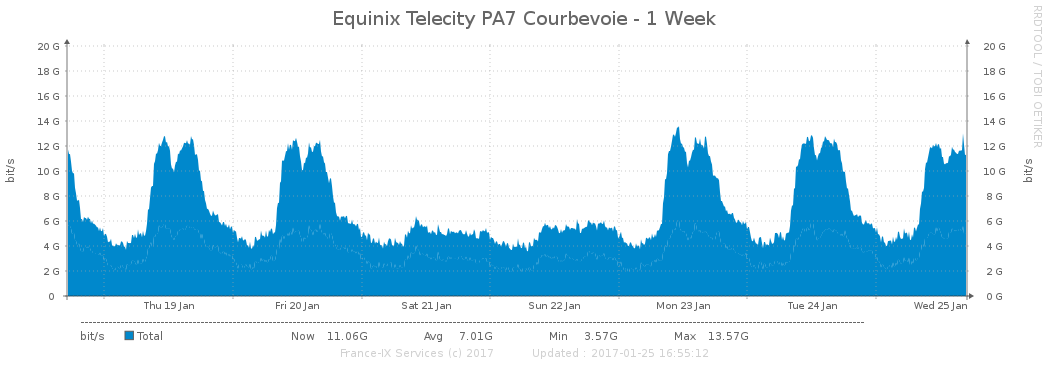 Equinix Telecity PA7 Courbevoie - 1 Week
RRDTOOL / TOBI OETIKER
bit/s
20 G 20 G
18 G 18 G
16 G 16 G
14 G 14 G
12 G 12 G
10 G 10 G
8 G 8 G
6 G 6 G
4 G 4 G
2 G 2 G
0 0 G
bit/s
Thu 19 Jan Fri 20 Jan Sat 21 Jan Sun 22 Jan Mon 23 Jan Tue 24 Jan Wed 25 Jan
bit/s Total Now 11.06G Avg 7.01G Min 3.57G Max 13.57G
France-IX Services (c) 2017 Updated : 2017-01-25 16:55:12